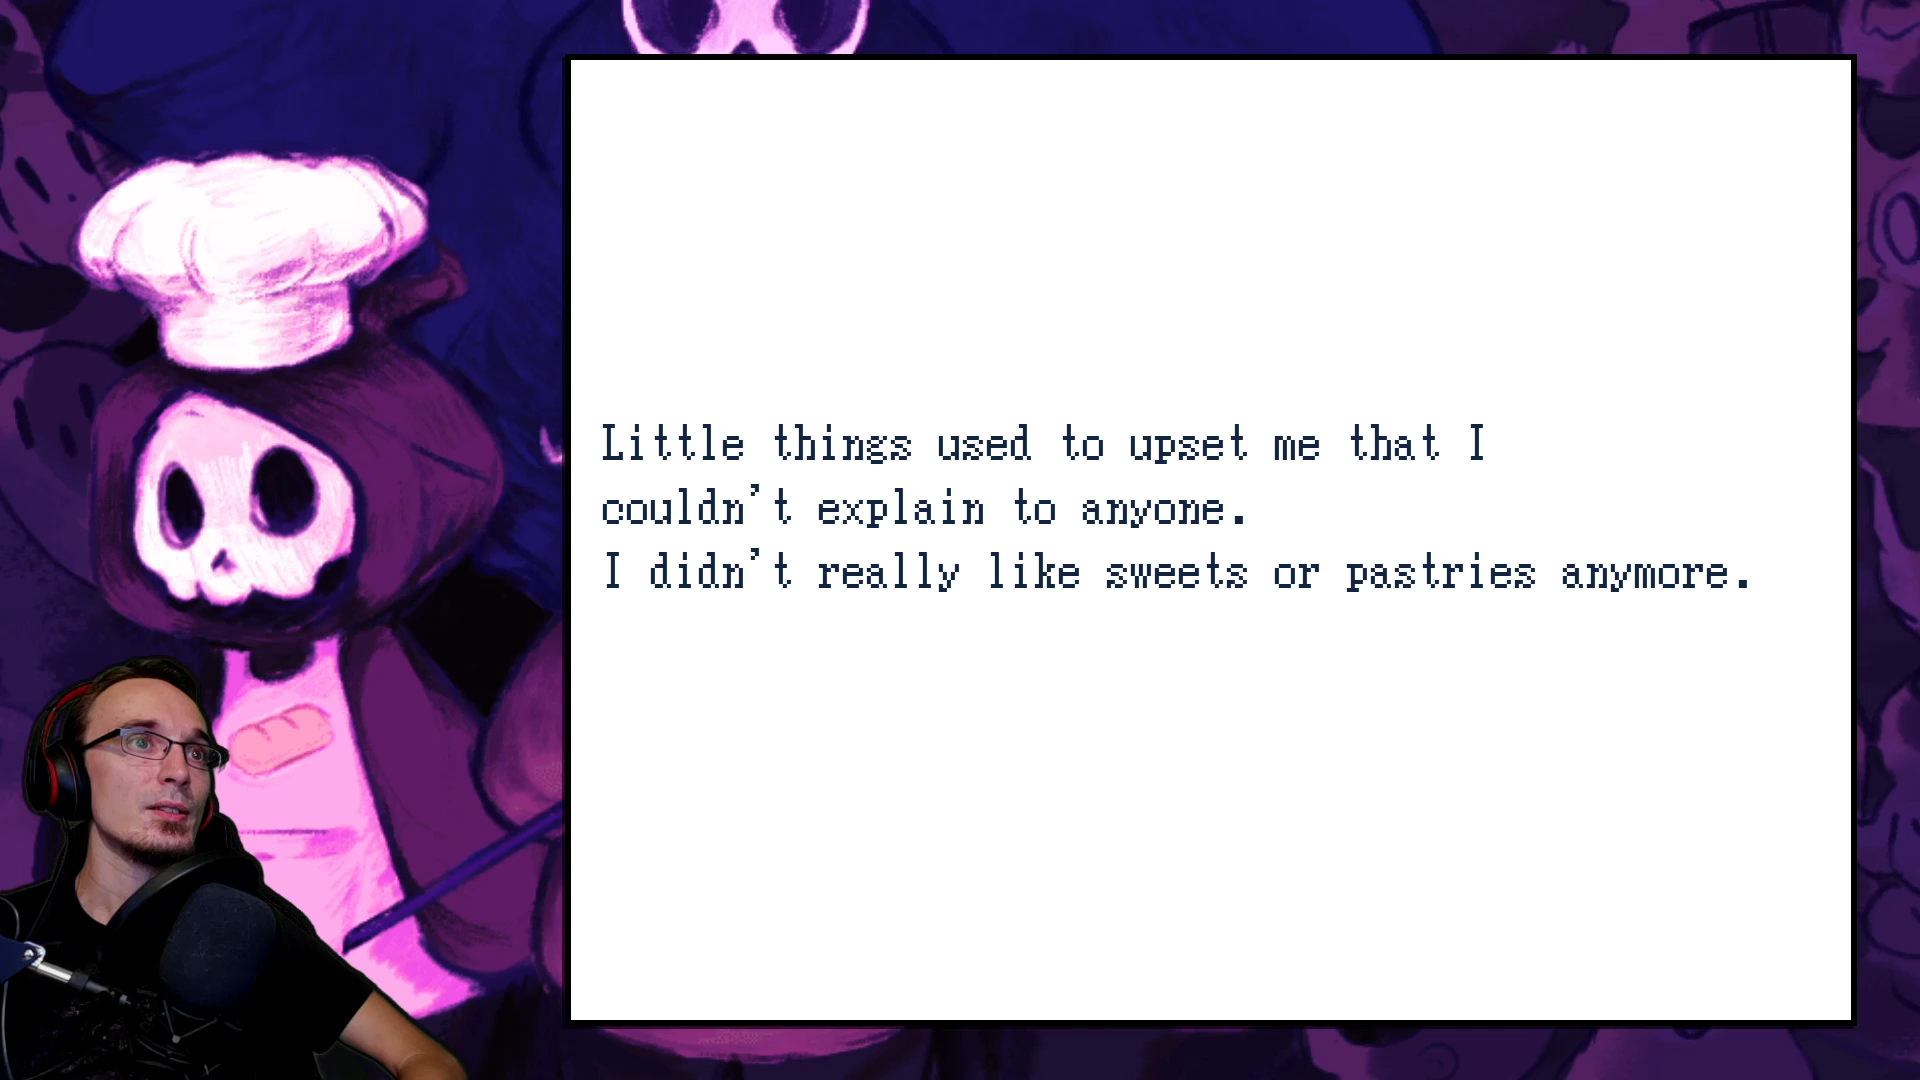 Little things used to upset me that I
couldn't explain to anyone.
I didn't really like sweets or pastries anymore.